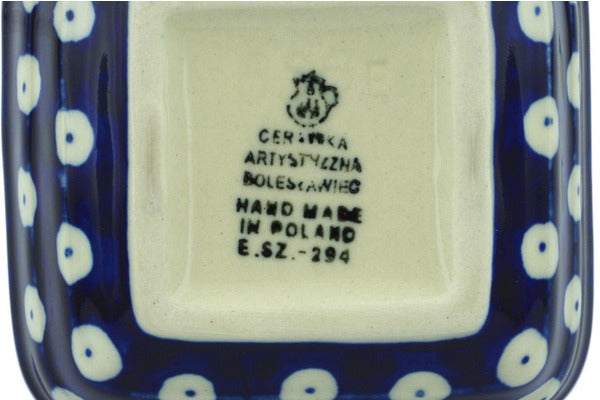 CERAMIKA
ARTYSTYCZNA
BOLESŁAWIEC
HAND MADE
IN POLAND
E.SZ.-294